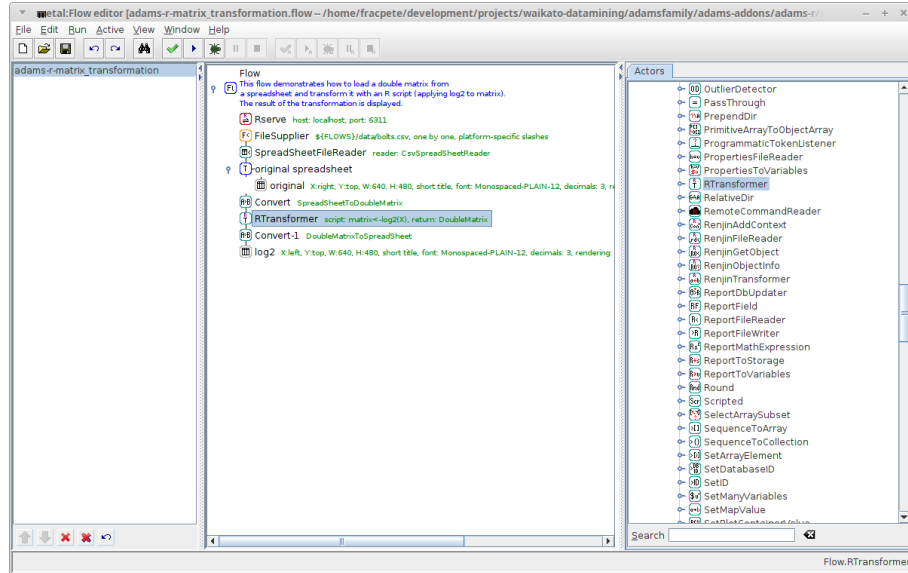 metal:Flow editor [adams-r-matrix_transformation.flow – /home/fracpete/development/projects/waikato-datamining/adamsfamily/adams-addons/adams-r/
File Edit Run Active View Window Help
adams-r-matrix_transformation
Flow
This flow demonstrates how to load a double matrix from
a spreadsheet and transform it with an R script (applying log2 to matrix).
The result of the transformation is displayed.
Rserve host: localhost, port: 6311
FileSupplier ${FLOWS}/data/bolts.csv, one by one, platform-specific slashes
SpreadSheetFileReader reader: CsvSpreadSheetReader
original spreadsheet
original X:right, Y:top, W:640, H:480, short title, font: Monospaced-PLAIN-12, decimals: 3,
Convert SpreadSheetToDoubleMatrix
RTransformer script: matrix<-log2(X), return: DoubleMatrix
Convert-1 DoubleMatrixToSpreadSheet
log2 X:left, Y:top, W:640, H:480, short title, font: Monospaced-PLAIN-12, decimals: 3, rendering:
Actors
OutlierDetector
PassThrough
PrependDir
PrimitiveArrayToObjectArray
ProgrammaticTokenListener
PropertiesFileReader
PropertiesToVariables
RTransformer
RelativeDir
RemoteCommandReader
RenjinAddContext
RenjinFileReader
RenjinGetObject
RenjinObjectInfo
RenjinTransformer
ReportDbUpdater
ReportField
ReportFileReader
ReportFileWriter
ReportMathExpression
ReportToStorage
ReportToVariables
Round
Scripted
SelectArraySubset
SequenceToArray
SequenceToCollection
SetArrayElement
SetDatabaseID
SetID
SetManyVariables
SetMapValue
SetPlotContainerValue
Search
Flow.RTransformer